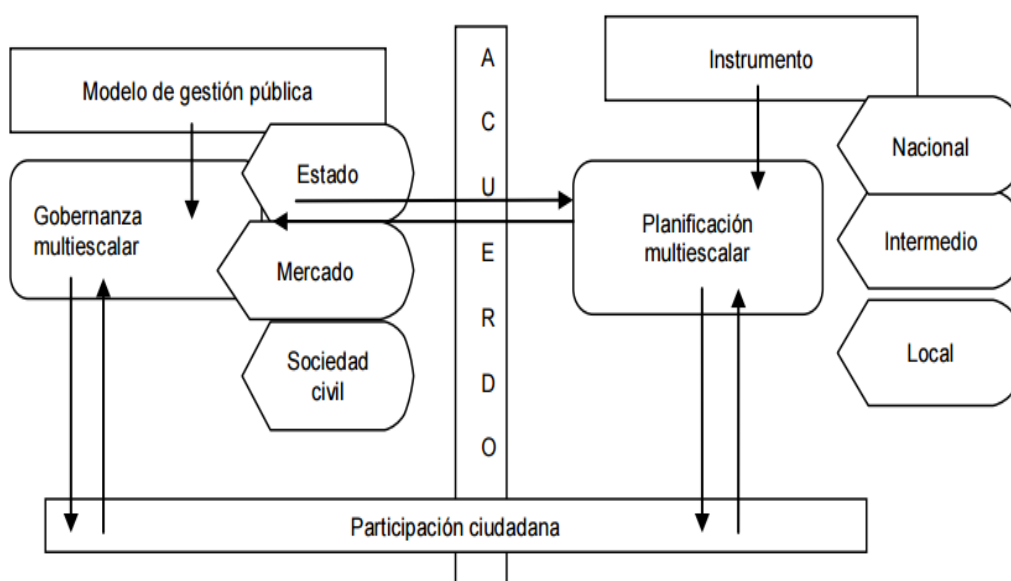 Modelo de gestión pública
Estado
Gobernanza
multiescalar
Mercado
Sociedad
civil
A
C
U
E
R
D
O
Instrumento
Nacional
Planificación
multiescalar
Intermedio
Local
Participación ciudadana